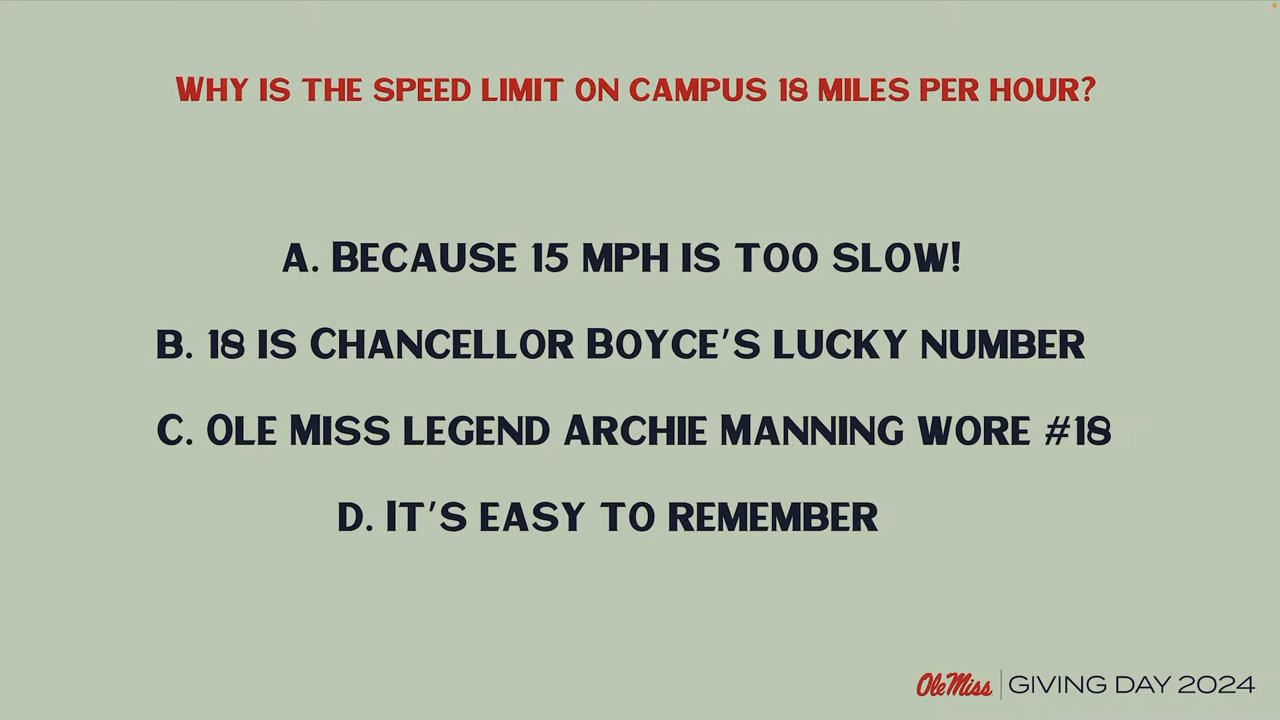 Why is the speed limit on campus 18 miles per hour?
A. Because 15 mph is too slow!
B. 18 is Chancellor Boyce's lucky number
C. Ole Miss legend Archie Manning wore #18
D. It's easy to remember
Ole Miss | GIVING DAY 2024